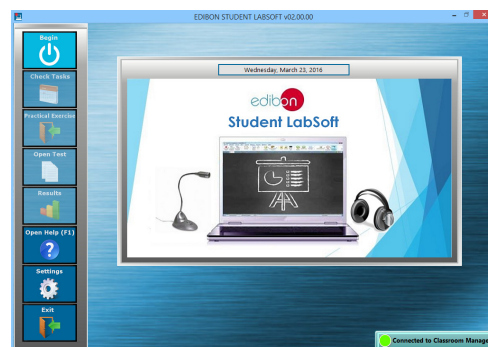 EDIBON STUDENT LABSOFT v02.00.00
Begin
Check Tasks
Practical Exercise
Open Test
Results
Open Help (F1)
?
Settings
Exit
Wednesday, March 23, 2016
edibon
Student LabSoft
Connected to Classroom Manage